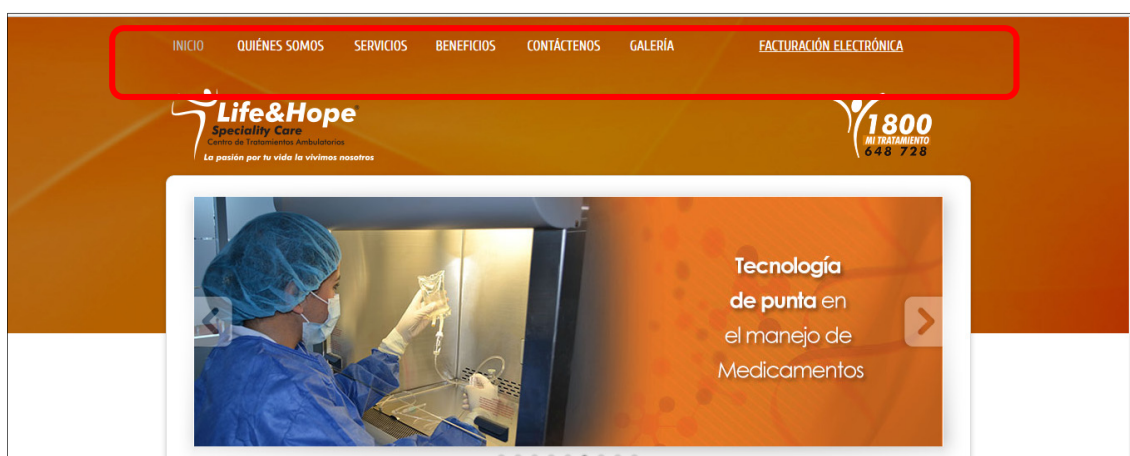 INICIO QUIÉNES SOMOS SERVICIOS BENEFICIOS CONTÁCTENOS GALERÍA FACTURACIÓN ELECTRÓNICA
Life&Hope®
Speciality Care
Centro de Tratamientos Ambulatorios
La pasión por tu vida la vivimos nosotros
1800
MI TRATAMIENTO
648 728
Tecnología
de punta en
el manejo de
Medicamentos